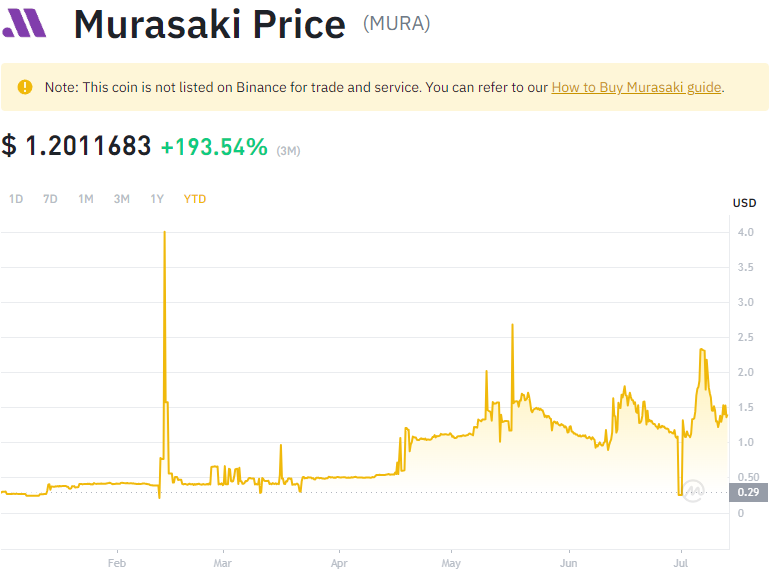 Murasaki Price (MURA)
Note: This coin is not listed on Binance for trade and service. You can refer to our How to Buy Murasaki guide.
$ 1.2011683 +193.54% (3M)
1D 7D 1M 3M 1Y YTD
USD
4.0
3.5
3.0
2.5
2.0
1.5
1.0
0.50
0.29
0
Feb Mar Apr May Jun Jul